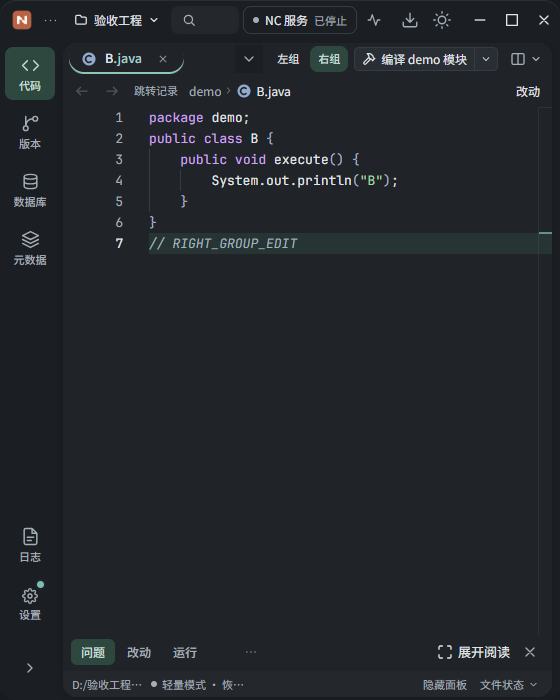 N ··· 验收工程 NC 服务 已停止
代码
版本
数据库
元数据
日志
设置
C B.java × 左组 右组 编译 demo 模块
← → 跳转记录 demo › C B.java 改动
1 package demo;
2 public class B {
3     public void execute() {
4         System.out.println("B");
5     }
6 }
7 // RIGHT_GROUP_EDIT
问题 改动 运行 ··· 展开阅读 ×
D:/验收工程··· 轻量模式 · 恢··· 隐藏面板 文件状态